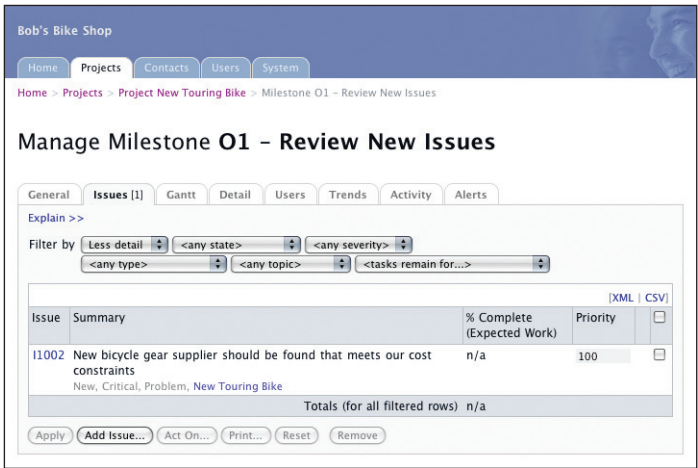 Bob's Bike Shop
Home Projects Contacts Users System
Home > Projects > Project New Touring Bike > Milestone O1 – Review New Issues
Manage Milestone O1 – Review New Issues
General Issues [1] Gantt Detail Users Trends Activity Alerts
Explain >>
Filter by Less detail <any state> <any severity>
<any type> <any topic> <tasks remain for...>
[XML | CSV]
Issue Summary % Complete Priority
(Expected Work)
I1002 New bicycle gear supplier should be found that meets our cost n/a 100
constraints
New, Critical, Problem, New Touring Bike
Totals (for all filtered rows) n/a
Apply Add Issue... Act On... Print... Reset Remove